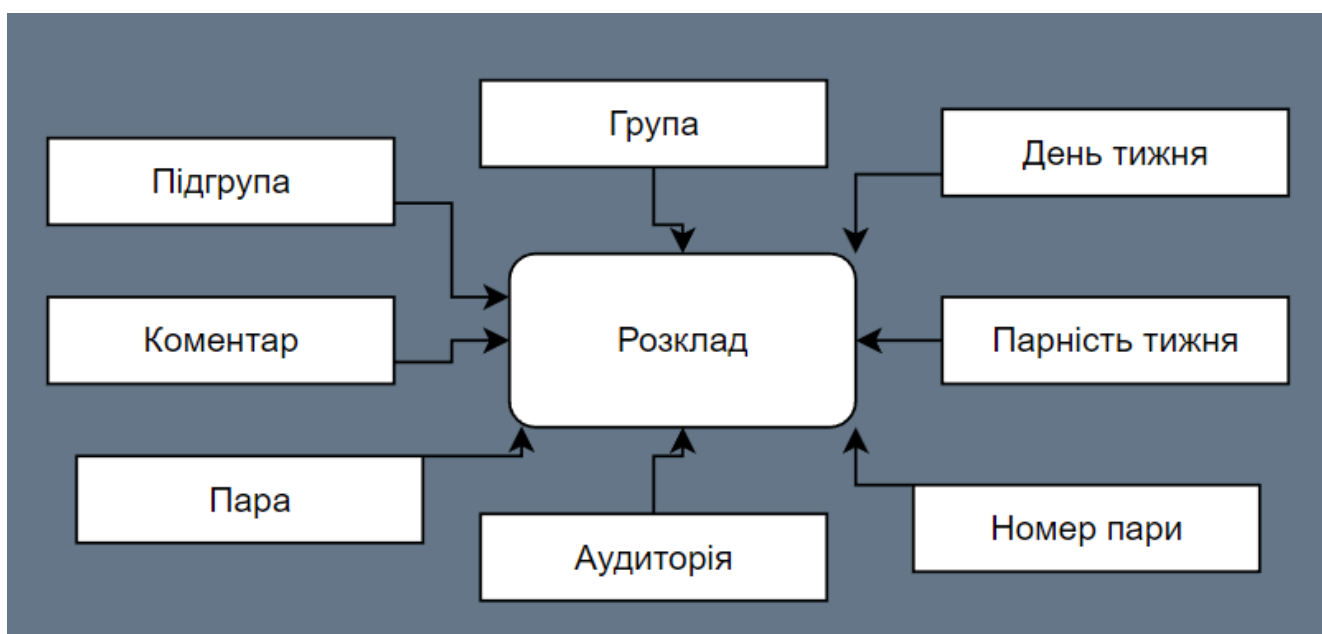 Група
День тижня
Підгрупа
Коментар
Розклад
Парність тижня
Пара
Аудиторія
Номер пари